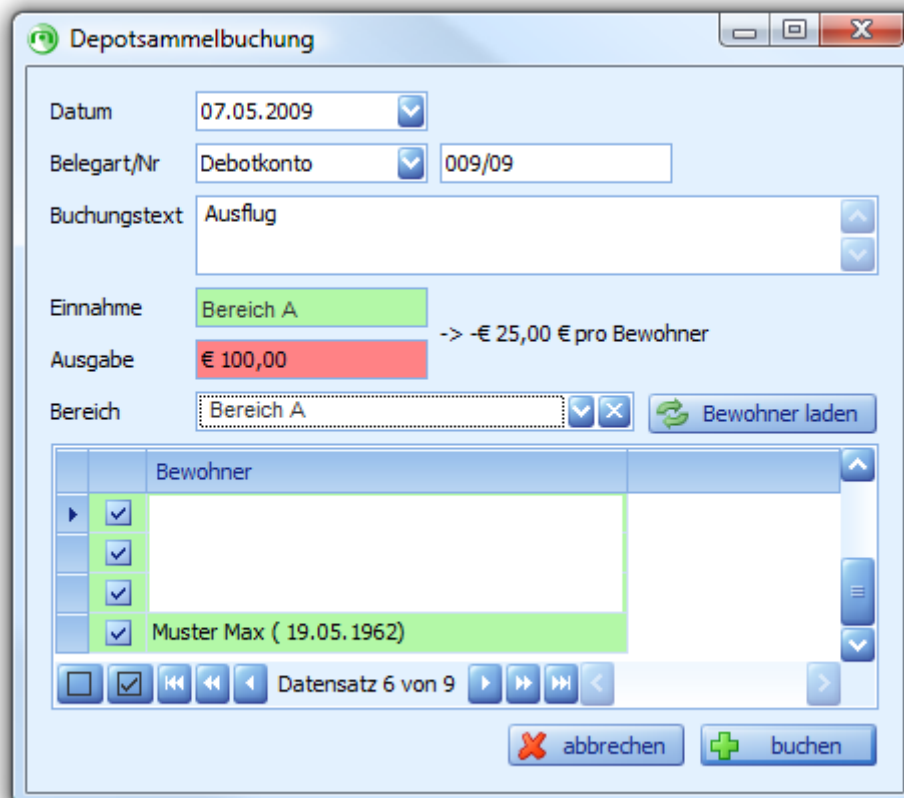 Depotsammelbuchung
Datum 07.05.2009
Belegart/Nr Debotkonto 009/09
Buchungstext Ausflug
Einnahme Bereich A
-> -€ 25,00 € pro Bewohner
Ausgabe € 100,00
Bereich Bereich A Bewohner laden
Bewohner
Muster Max ( 19.05.1962)
Datensatz 6 von 9
abbrechen buchen